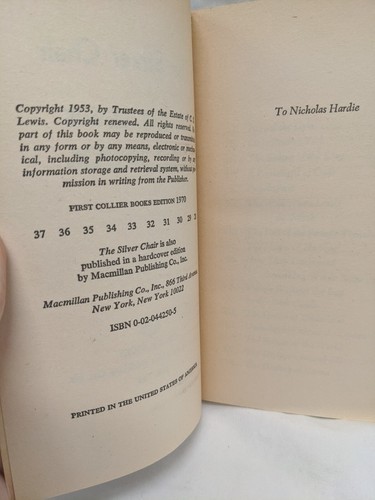 Copyright 1953, by Trustees of the Estate of C.
Lewis. Copyright renewed. All rights reserved.
part of this book may be reproduced or
in any form or by any means, electronic or
ical, including photocopying, recording or by
information storage and retrieval system, without
mission in writing from the Publisher.
FIRST COLLIER BOOKS EDITION 1970
37 36 35 34 33 32 31 30 29
The Silver Chair is also
published in a hardcover edition
by Macmillan Publishing Co., Inc.
Macmillan Publishing Co., Inc., 866 Third
New York, New York 10022
ISBN 0-02-044250-5
PRINTED IN THE UNITED STATES OF AMERICA
To Nicholas Hardie